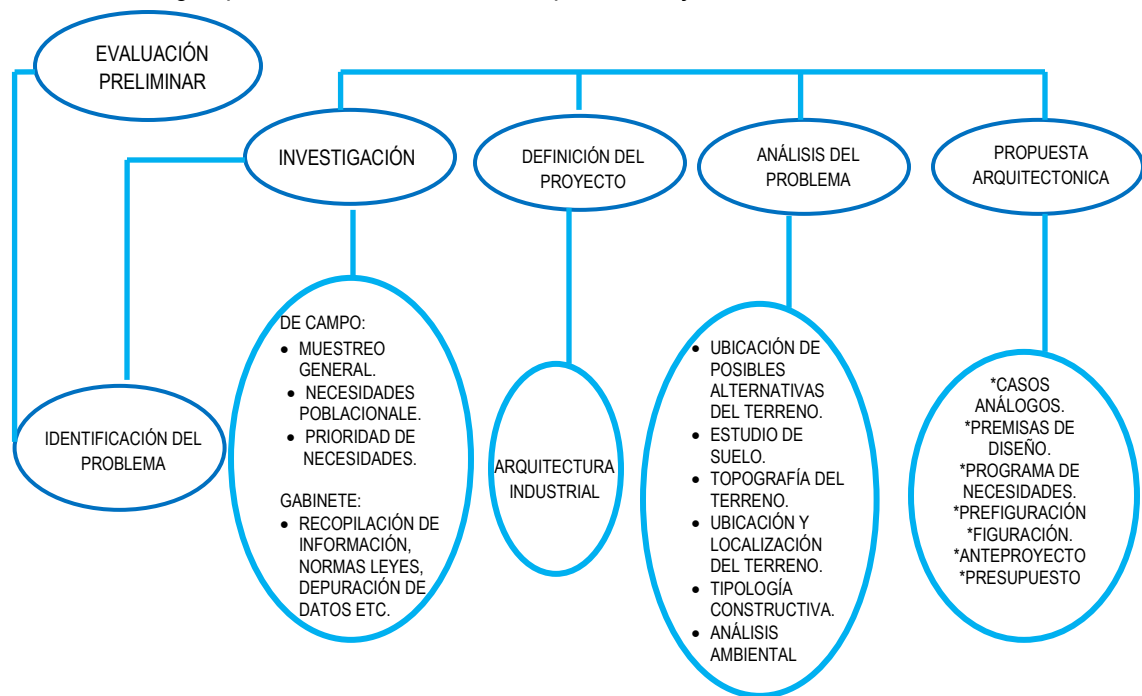 EVALUACIÓN
PRELIMINAR
INVESTIGACIÓN
DEFINICIÓN DEL
PROYECTO
ANÁLISIS DEL
PROBLEMA
PROPUESTA
ARQUITECTONICA
IDENTIFICACIÓN DEL
PROBLEMA
DE CAMPO:
• MUESTREO
GENERAL.
• NECESIDADES
POBLACIONALE.
• PRIORIDAD DE
NECESIDADES.
GABINETE:
• RECOPILACIÓN DE
INFORMACIÓN,
NORMAS LEYES,
DEPURACIÓN DE
DATOS ETC.
ARQUITECTURA
INDUSTRIAL
• UBICACIÓN DE
POSIBLES
ALTERNATIVAS
DEL TERRENO.
• ESTUDIO DE
SUELO.
• TOPOGRAFÍA DEL
TERRENO.
• UBICACIÓN Y
LOCALIZACIÓN
DEL TERRENO.
• TIPOLOGÍA
CONSTRUCTIVA.
• ANÁLISIS
AMBIENTAL
*CASOS
ANÁLOGOS.
*PREMISAS DE
DISEÑO.
*PROGRAMA DE
NECESIDADES.
*PREFIGURACIÓN
*FIGURACIÓN.
*ANTEPROYECTO
*PRESUPUESTO